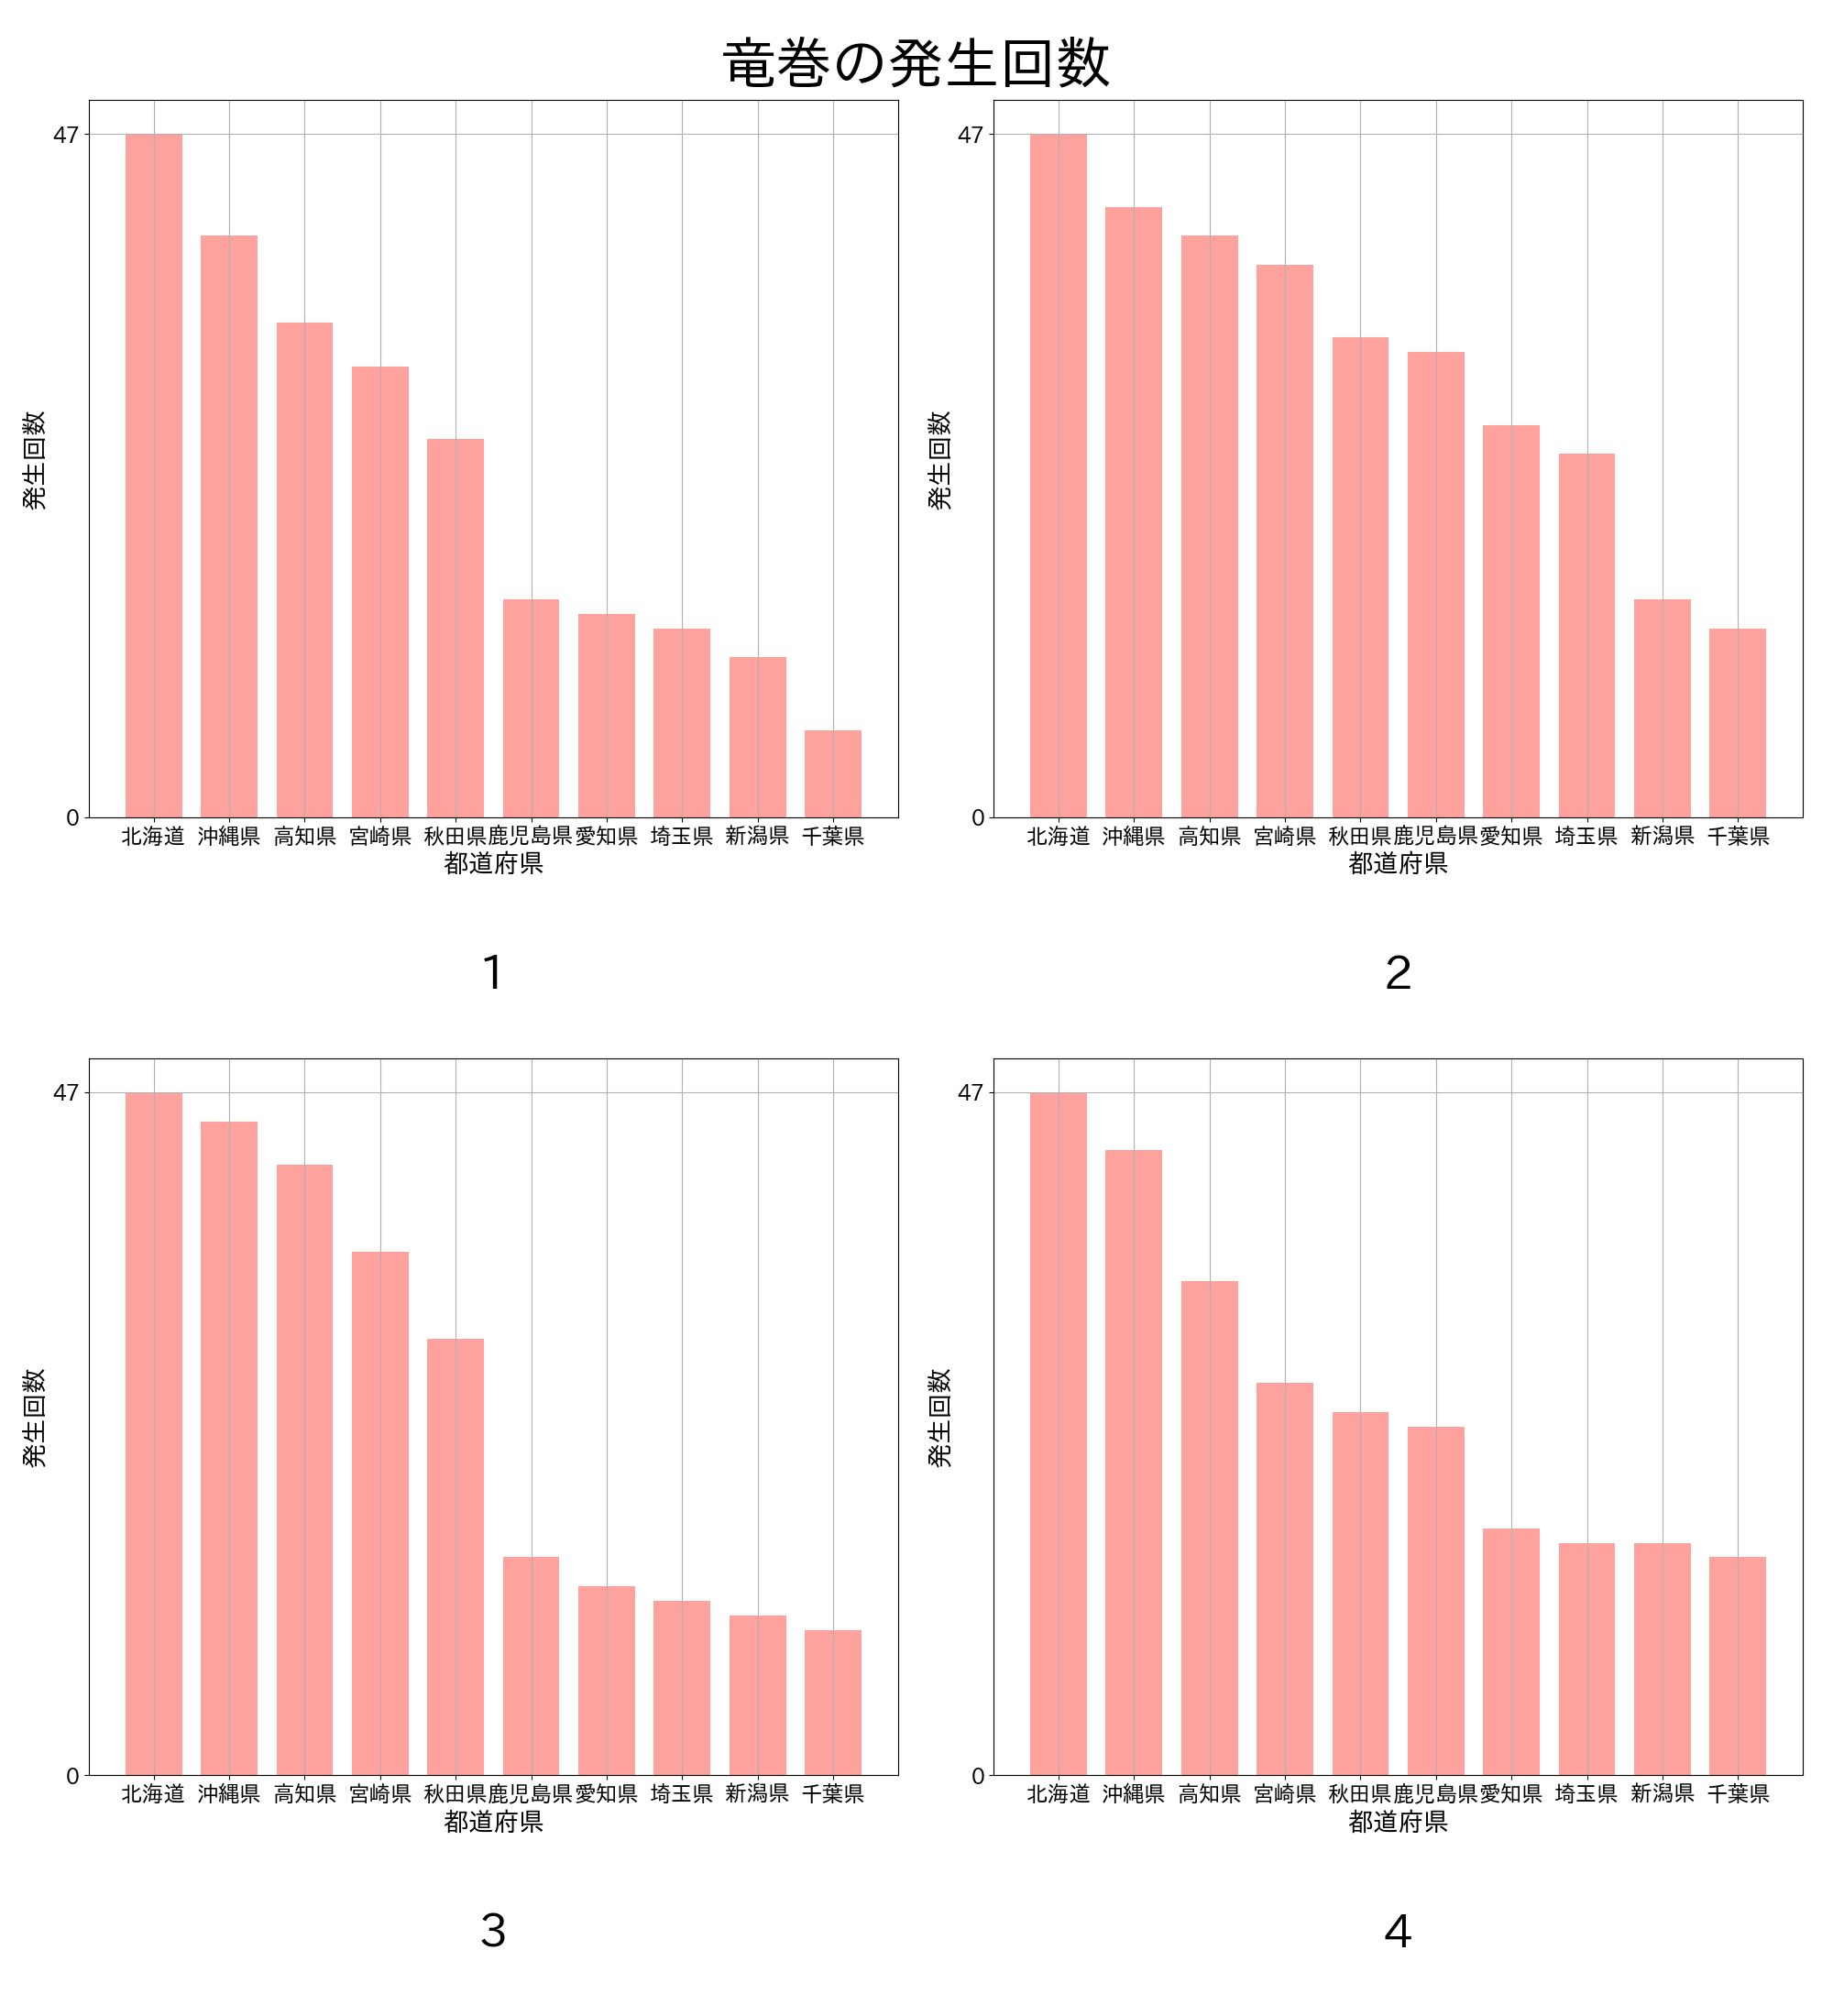 竜巻の発生回数
47
0
発生回数
北海道 沖縄県 高知県 宮崎県 秋田県 鹿児島県 愛知県 埼玉県 新潟県 千葉県
都道府県
1
47
0
発生回数
北海道 沖縄県 高知県 宮崎県 秋田県 鹿児島県 愛知県 埼玉県 新潟県 千葉県
都道府県
2
47
0
発生回数
北海道 沖縄県 高知県 宮崎県 秋田県 鹿児島県 愛知県 埼玉県 新潟県 千葉県
都道府県
3
47
0
発生回数
北海道 沖縄県 高知県 宮崎県 秋田県 鹿児島県 愛知県 埼玉県 新潟県 千葉県
都道府県
4